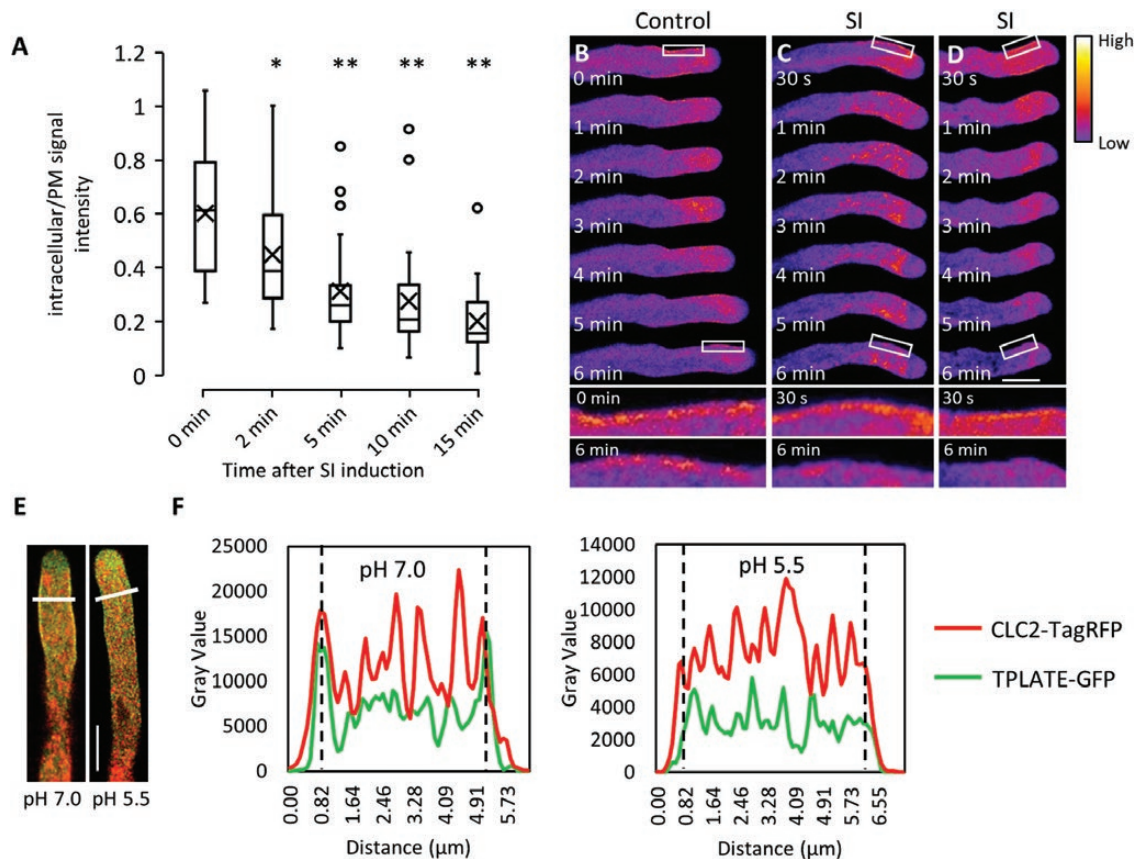 A
1.2
1
0.8
0.6
0.4
0.2
0
intracellular/PM signal
intensity
*
**
**
**
0 min
2 min
5 min
10 min
15 min
Time after SI induction
Control
SI
SI
B
0 min
1 min
2 min
3 min
4 min
5 min
6 min
C
30 s
1 min
2 min
3 min
4 min
5 min
6 min
D
30 s
1 min
2 min
3 min
4 min
5 min
6 min
High
Low
0 min
30 s
30 s
6 min
6 min
6 min
E
pH 7.0
pH 5.5
F
Gray Value
25000
20000
15000
10000
5000
0
pH 7.0
0.00
0.82
1.64
2.46
3.28
4.09
4.91
5.73
Distance (μm)
Gray Value
14000
12000
10000
8000
6000
4000
2000
0
pH 5.5
0.00
0.82
1.64
2.46
3.28
4.09
4.91
5.73
6.55
Distance (μm)
CLC2-TagRFP
TPLATE-GFP